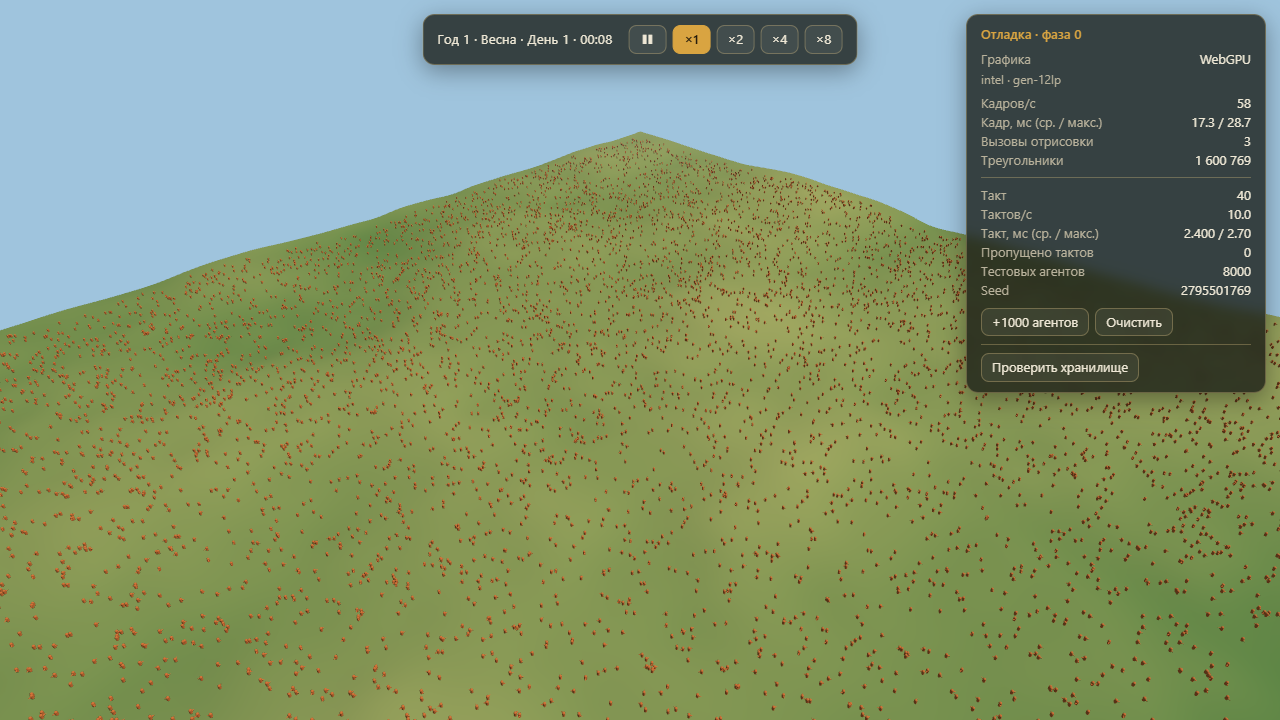 Год 1 · Весна · День 1 · 00:08 ×1 ×2 ×4 ×8
Отладка · фаза 0
Графика WebGPU
intel · gen-12lp
Кадров/с 58
Кадр, мс (ср. / макс.) 17.3 / 28.7
Вызовы отрисовки 3
Треугольники 1 600 769
Такт 40
Тактов/с 10.0
Такт, мс (ср. / макс.) 2.400 / 2.70
Пропущено тактов 0
Тестовых агентов 8000
Seed 2795501769
+1000 агентов Очистить
Проверить хранилище